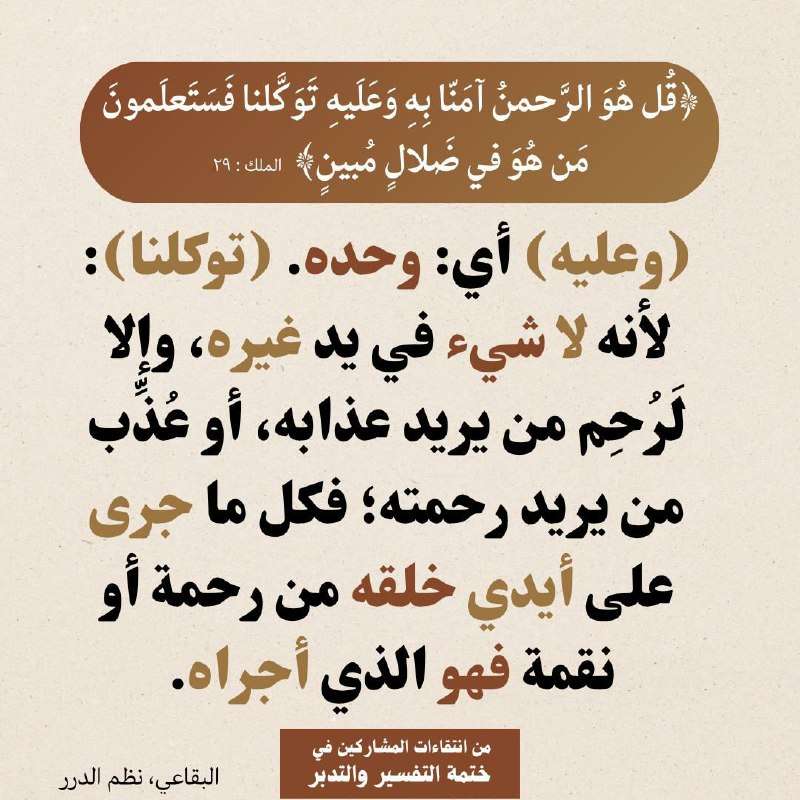 ﴿قُل هُوَ الرَّحمنُ آمَنّا بِهِ وَعَلَيهِ تَوَكَّلنا فَسَتَعلَمونَ
مَن هُوَ في ضَلالٍ مُبينٍ﴾ الملك : ٢٩
(وعليه) أي: وحده. (توكلنا):
لأنه لا شيء في يد غيره، وإلا
لَرُحِم من يريد عذابه، أو عُذِّب
من يريد رحمته؛ فكل ما جرى
على أيدي خلقه من رحمة أو
نقمة فهو الذي أجراه.
من انتقاءات المشاركين في
ختمة التفسير والتدبر
البقاعي، نظم الدرر